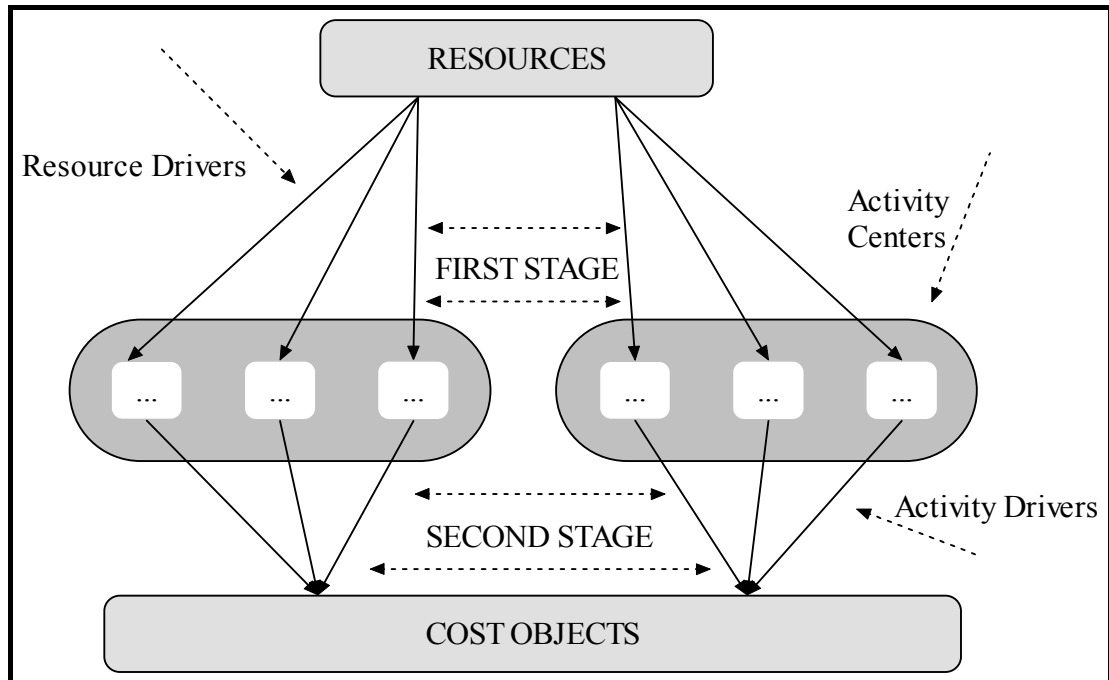 RESOURCES
Resource Drivers
Activity
Centers
FIRST STAGE
... ... ... ... ... ...
SECOND STAGE
Activity Drivers
COST OBJECTS